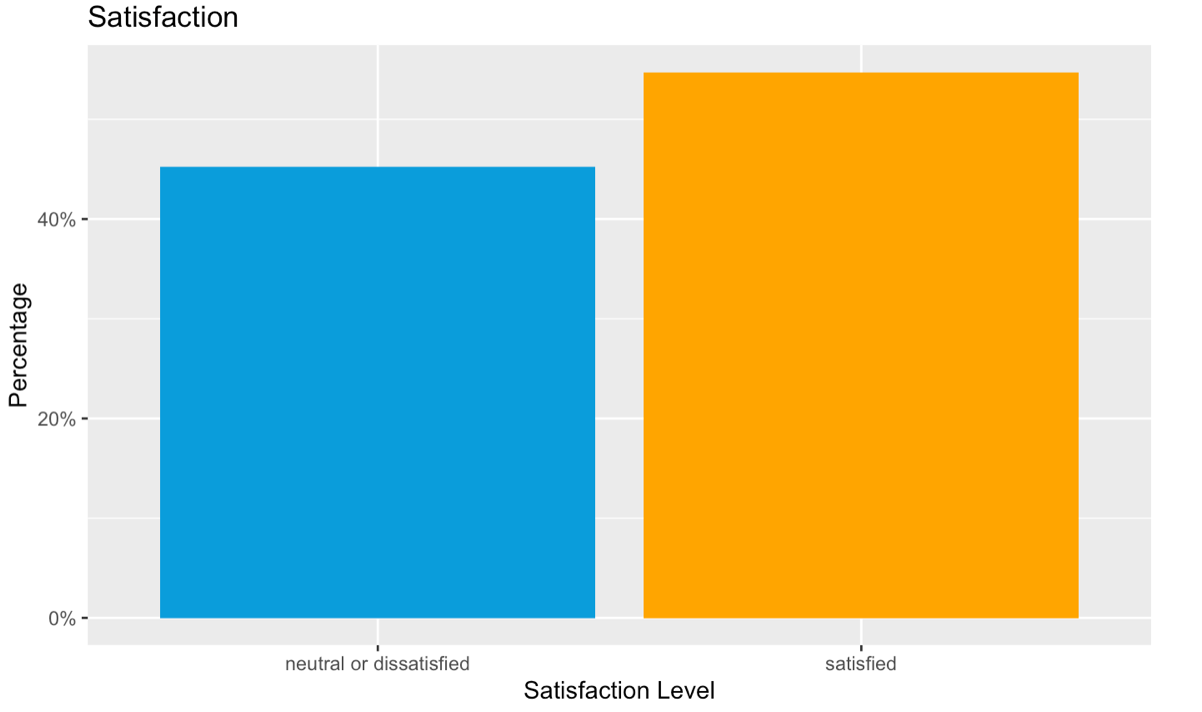 Satisfaction
Percentage
40%
20%
0%
neutral or dissatisfied
satisfied
Satisfaction Level